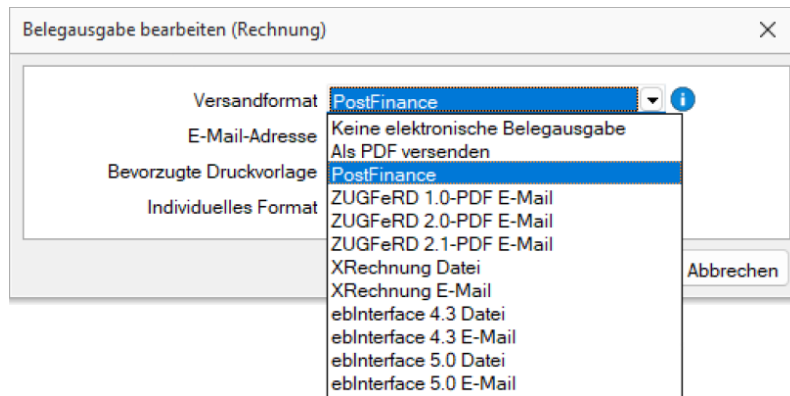 Belegausgabe bearbeiten (Rechnung)
Versandformat PostFinance
E-Mail-Adresse
Bevorzugte Druckvorlage
Individuelles Format
Keine elektronische Belegausgabe
Als PDF versenden
PostFinance
ZUGFeRD 1.0-PDF E-Mail
ZUGFeRD 2.0-PDF E-Mail
ZUGFeRD 2.1-PDF E-Mail
XRechnung Datei
XRechnung E-Mail
ebInterface 4.3 Datei
ebInterface 4.3 E-Mail
ebInterface 5.0 Datei
ebInterface 5.0 E-Mail
Abbrechen